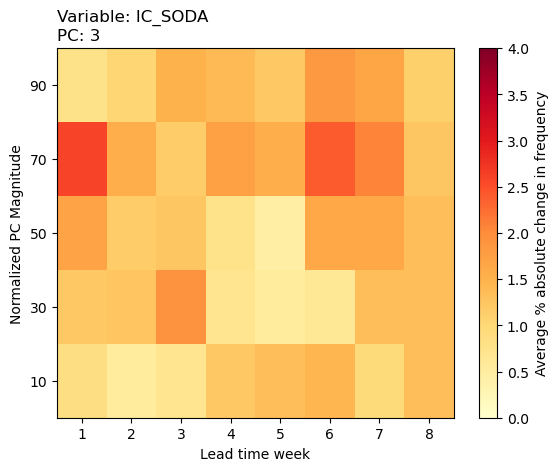 Variable: IC_SODA
PC: 3
90
70
50
30
10
Normalized PC Magnitude
1 2 3 4 5 6 7 8
Lead time week
4.0
3.5
3.0
2.5
2.0
1.5
1.0
0.5
0.0
Average % absolute change in frequency